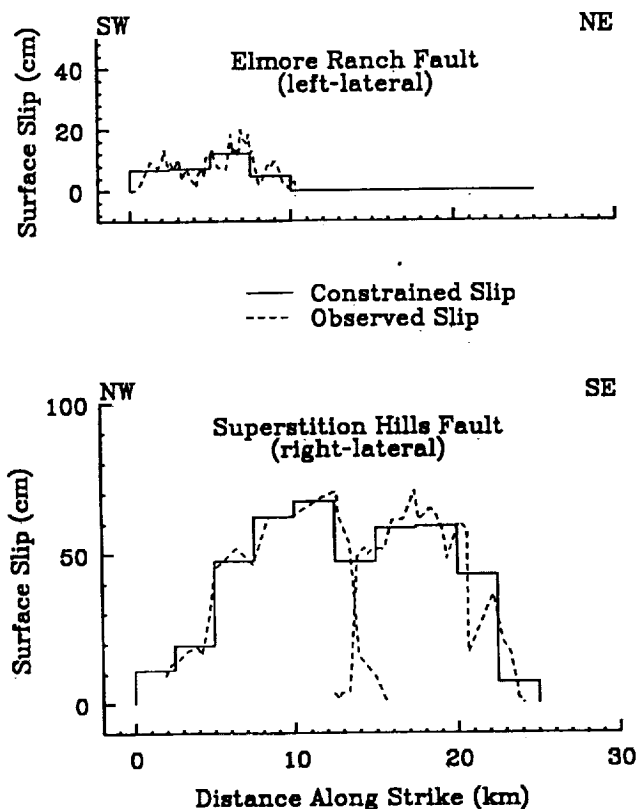 SW NE
Elmore Ranch Fault
(left-lateral)
Surface Slip (cm)
40
20
0
Constrained Slip
Observed Slip
NW SE
Superstition Hills Fault
(right-lateral)
Surface Slip (cm)
100
50
0
0 10 20 30
Distance Along Strike (km)